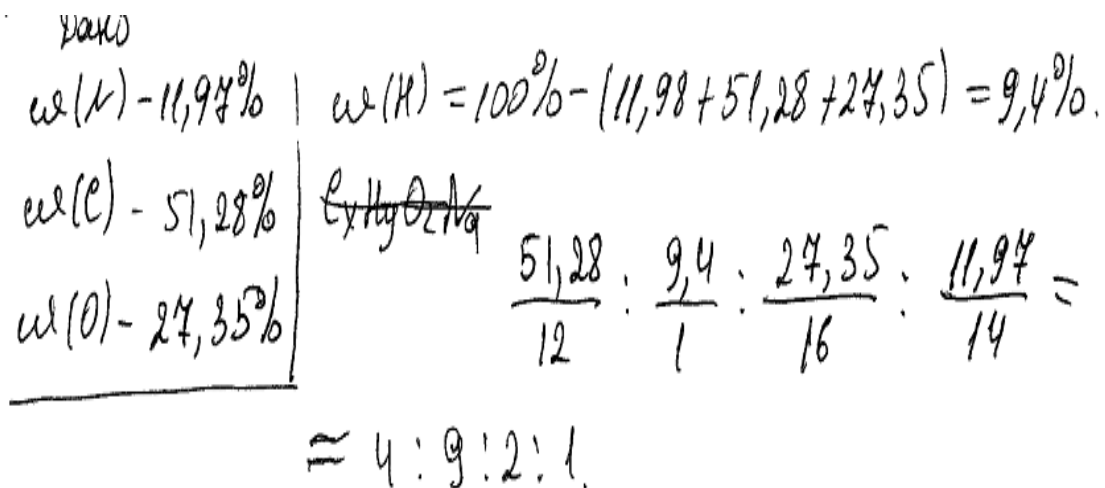 Дано
ω(N) - 11,97% | ω(H) = 100% - (11,98 + 51,28 + 27,35) = 9,4%.
ω(C) - 51,28% | CxHyOzNq
ω(O) - 27,35%
51,28/12 : 9,4/1 : 27,35/16 : 11,97/14 =
≈ 4 : 9 : 2 : 1.